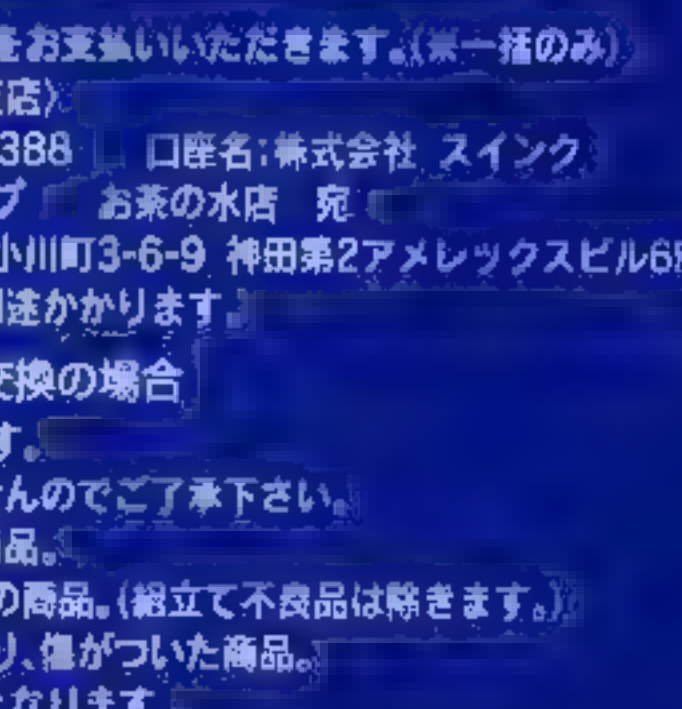 をお支払いいただきます。(※一括のみ)
店)
388 口座名:株式会社 スインク
プ お茶の水店 宛
小川町3-6-9 神田第2アメレックスビル6
途かかります。
交換の場合
す。
んのでご了承下さい。
品。
の商品。(組立て不良品は除きます。)
り、傷がついた商品。
なります